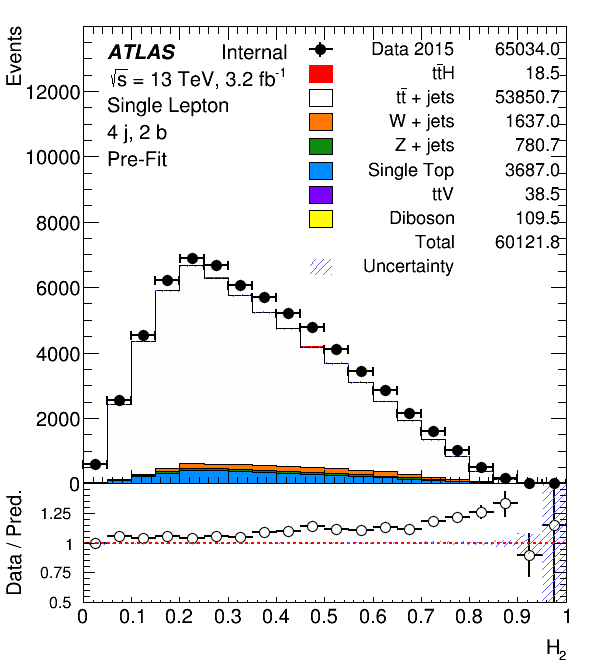 Events
ATLAS Internal
√s = 13 TeV, 3.2 fb⁻¹
Single Lepton
4 j, 2 b
Pre-Fit
Data 2015 65034.0
tt̄H 18.5
tt̄ + jets 53850.7
W + jets 1637.0
Z + jets 780.7
Single Top 3687.0
ttV 38.5
Diboson 109.5
Total 60121.8
Uncertainty
12000
10000
8000
6000
4000
2000
0
Data / Pred.
1.25
1
0.75
0.5
0 0.1 0.2 0.3 0.4 0.5 0.6 0.7 0.8 0.9 1
H₂